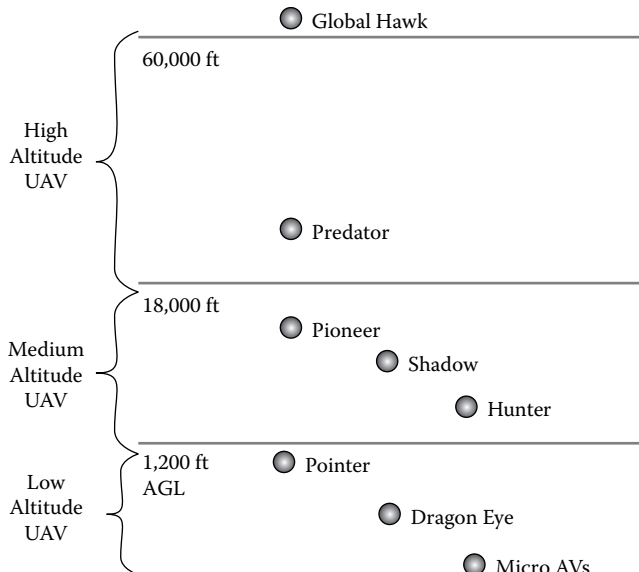 Global Hawk
60,000 ft
High
Altitude
UAV
Predator
18,000 ft
Pioneer
Medium
Altitude
UAV
Shadow
Hunter
1,200 ft
AGL
Pointer
Low
Altitude
UAV
Dragon Eye
Micro AVs